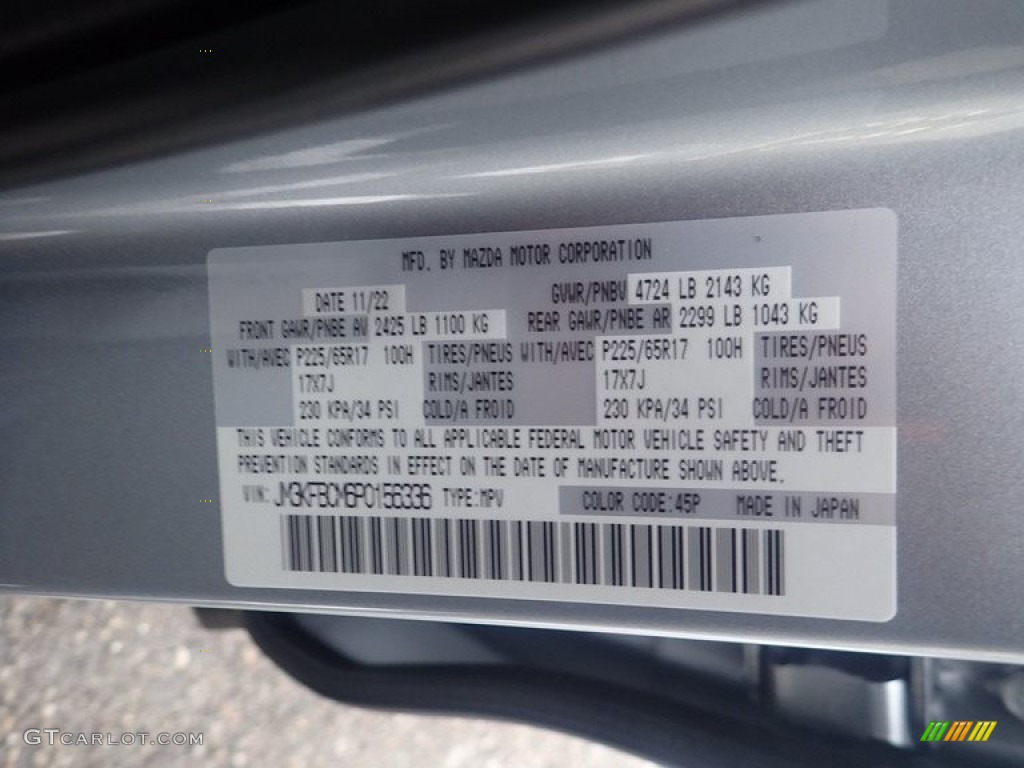 MFD. BY MAZDA MOTOR CORPORATION
DATE 11/22 GVWR/PNBV 4724 LB 2143 KG
FRONT GAWR/PNBE AV 2425 LB 1100 KG REAR GAWR/PNBE AR 2299 LB 1043 KG
WITH/AVEC P225/65R17 100H TIRES/PNEUS WITH/AVEC P225/65R17 100H TIRES/PNEUS
17X7J RIMS/JANTES 17X7J RIMS/JANTES
230 KPA/34 PSI COLD/A FROID 230 KPA/34 PSI COLD/A FROID
THIS VEHICLE CONFORMS TO ALL APPLICABLE FEDERAL MOTOR VEHICLE SAFETY AND THEFT
PREVENTION STANDARDS IN EFFECT ON THE DATE OF MANUFACTURE SHOWN ABOVE.
VIN: JM3KFBCM6P0156336 TYPE:MPV COLOR CODE:45P MADE IN JAPAN
GTCARLOT.COM